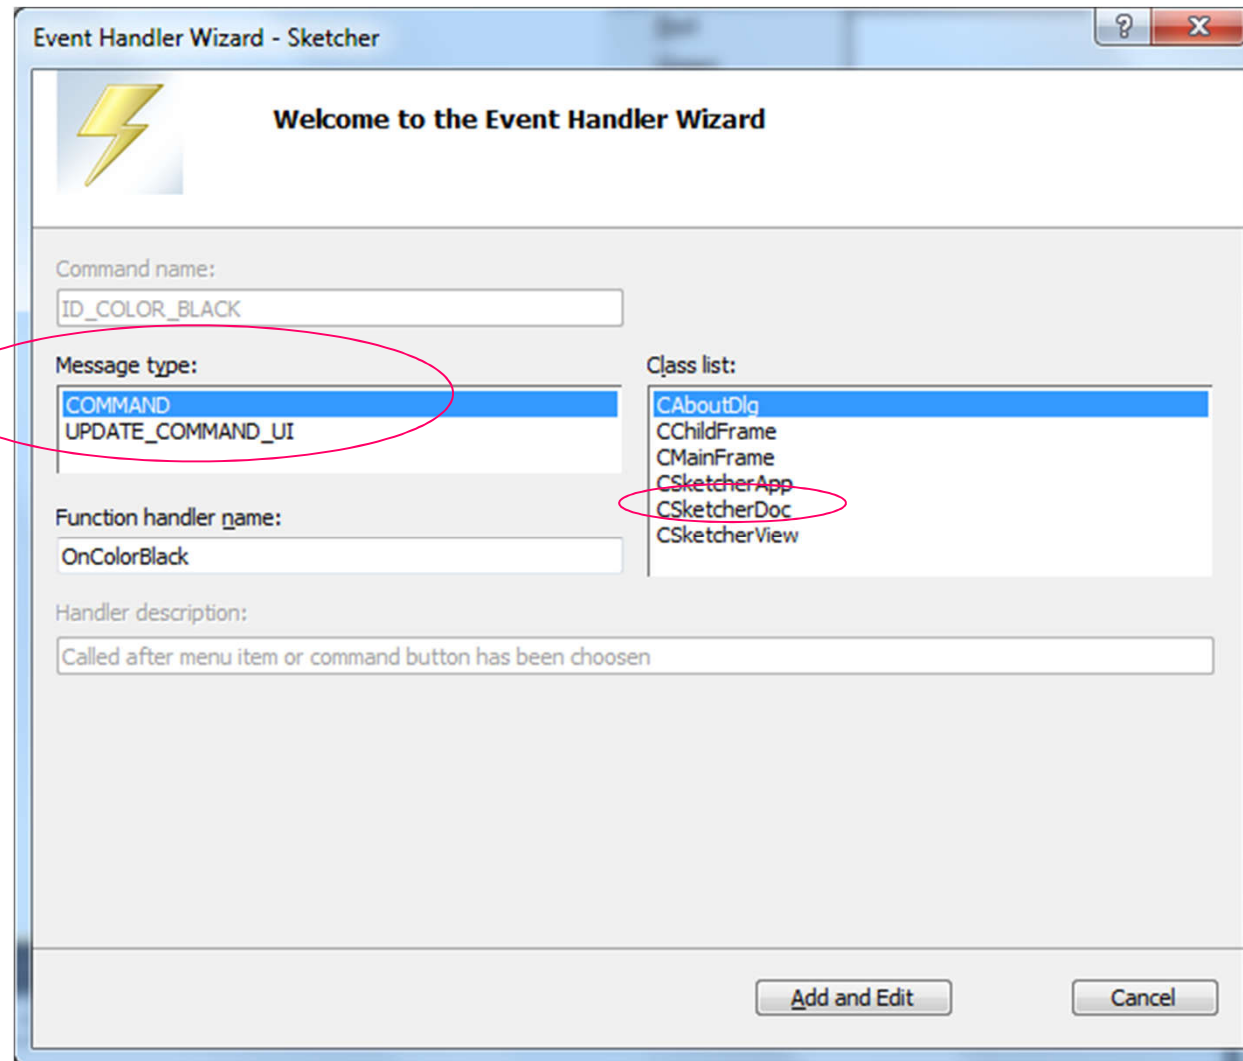 Event Handler Wizard - Sketcher
Welcome to the Event Handler Wizard
Command name:
ID_COLOR_BLACK
Message type:
COMMAND
UPDATE_COMMAND_UI
Class list:
CAboutDlg
CChildFrame
CMainFrame
CSketcherApp
CSketcherDoc
CSketcherView
Function handler name:
OnColorBlack
Handler description:
Called after menu item or command button has been choosen
Add and Edit
Cancel